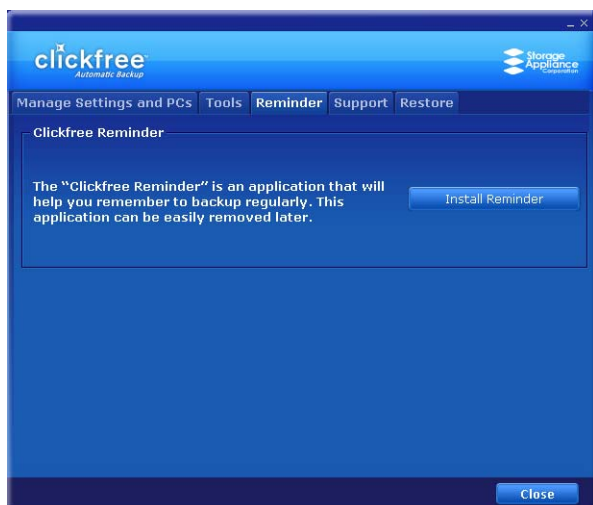 clickfree
Automatic Backup
Storage
Appliance
Corporation
Manage Settings and PCs Tools Reminder Support Restore
Clickfree Reminder
The “Clickfree Reminder” is an application that will
help you remember to backup regularly. This
application can be easily removed later.
Install Reminder
Close